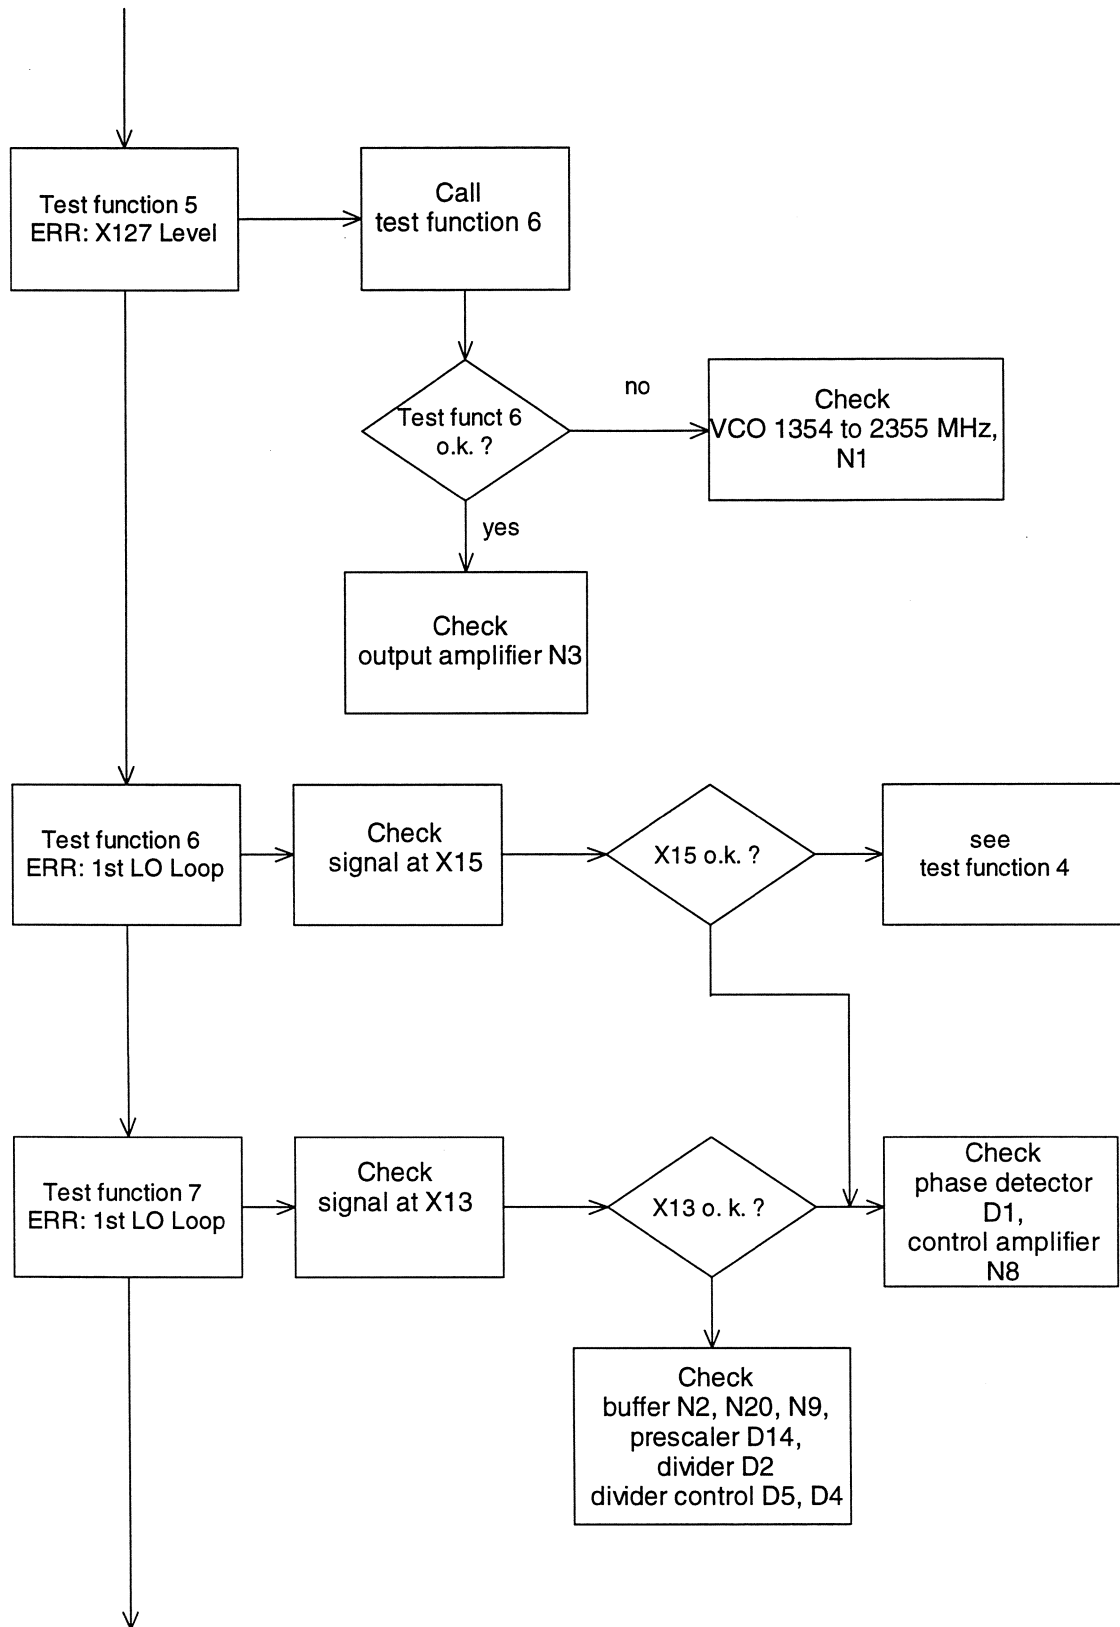 Test function 5
ERR: X127 Level
Call
test function 6
Test funct 6
o.k. ?
no
Check
VCO 1354 to 2355 MHz,
N1
yes
Check
output amplifier N3
Test function 6
ERR: 1st LO Loop
Check
signal at X15
X15 o.k. ?
see
test function 4
Test function 7
ERR: 1st LO Loop
Check
signal at X13
X13 o. k. ?
Check
phase detector
D1,
control amplifier
N8
Check
buffer N2, N20, N9,
prescaler D14,
divider D2
divider control D5, D4